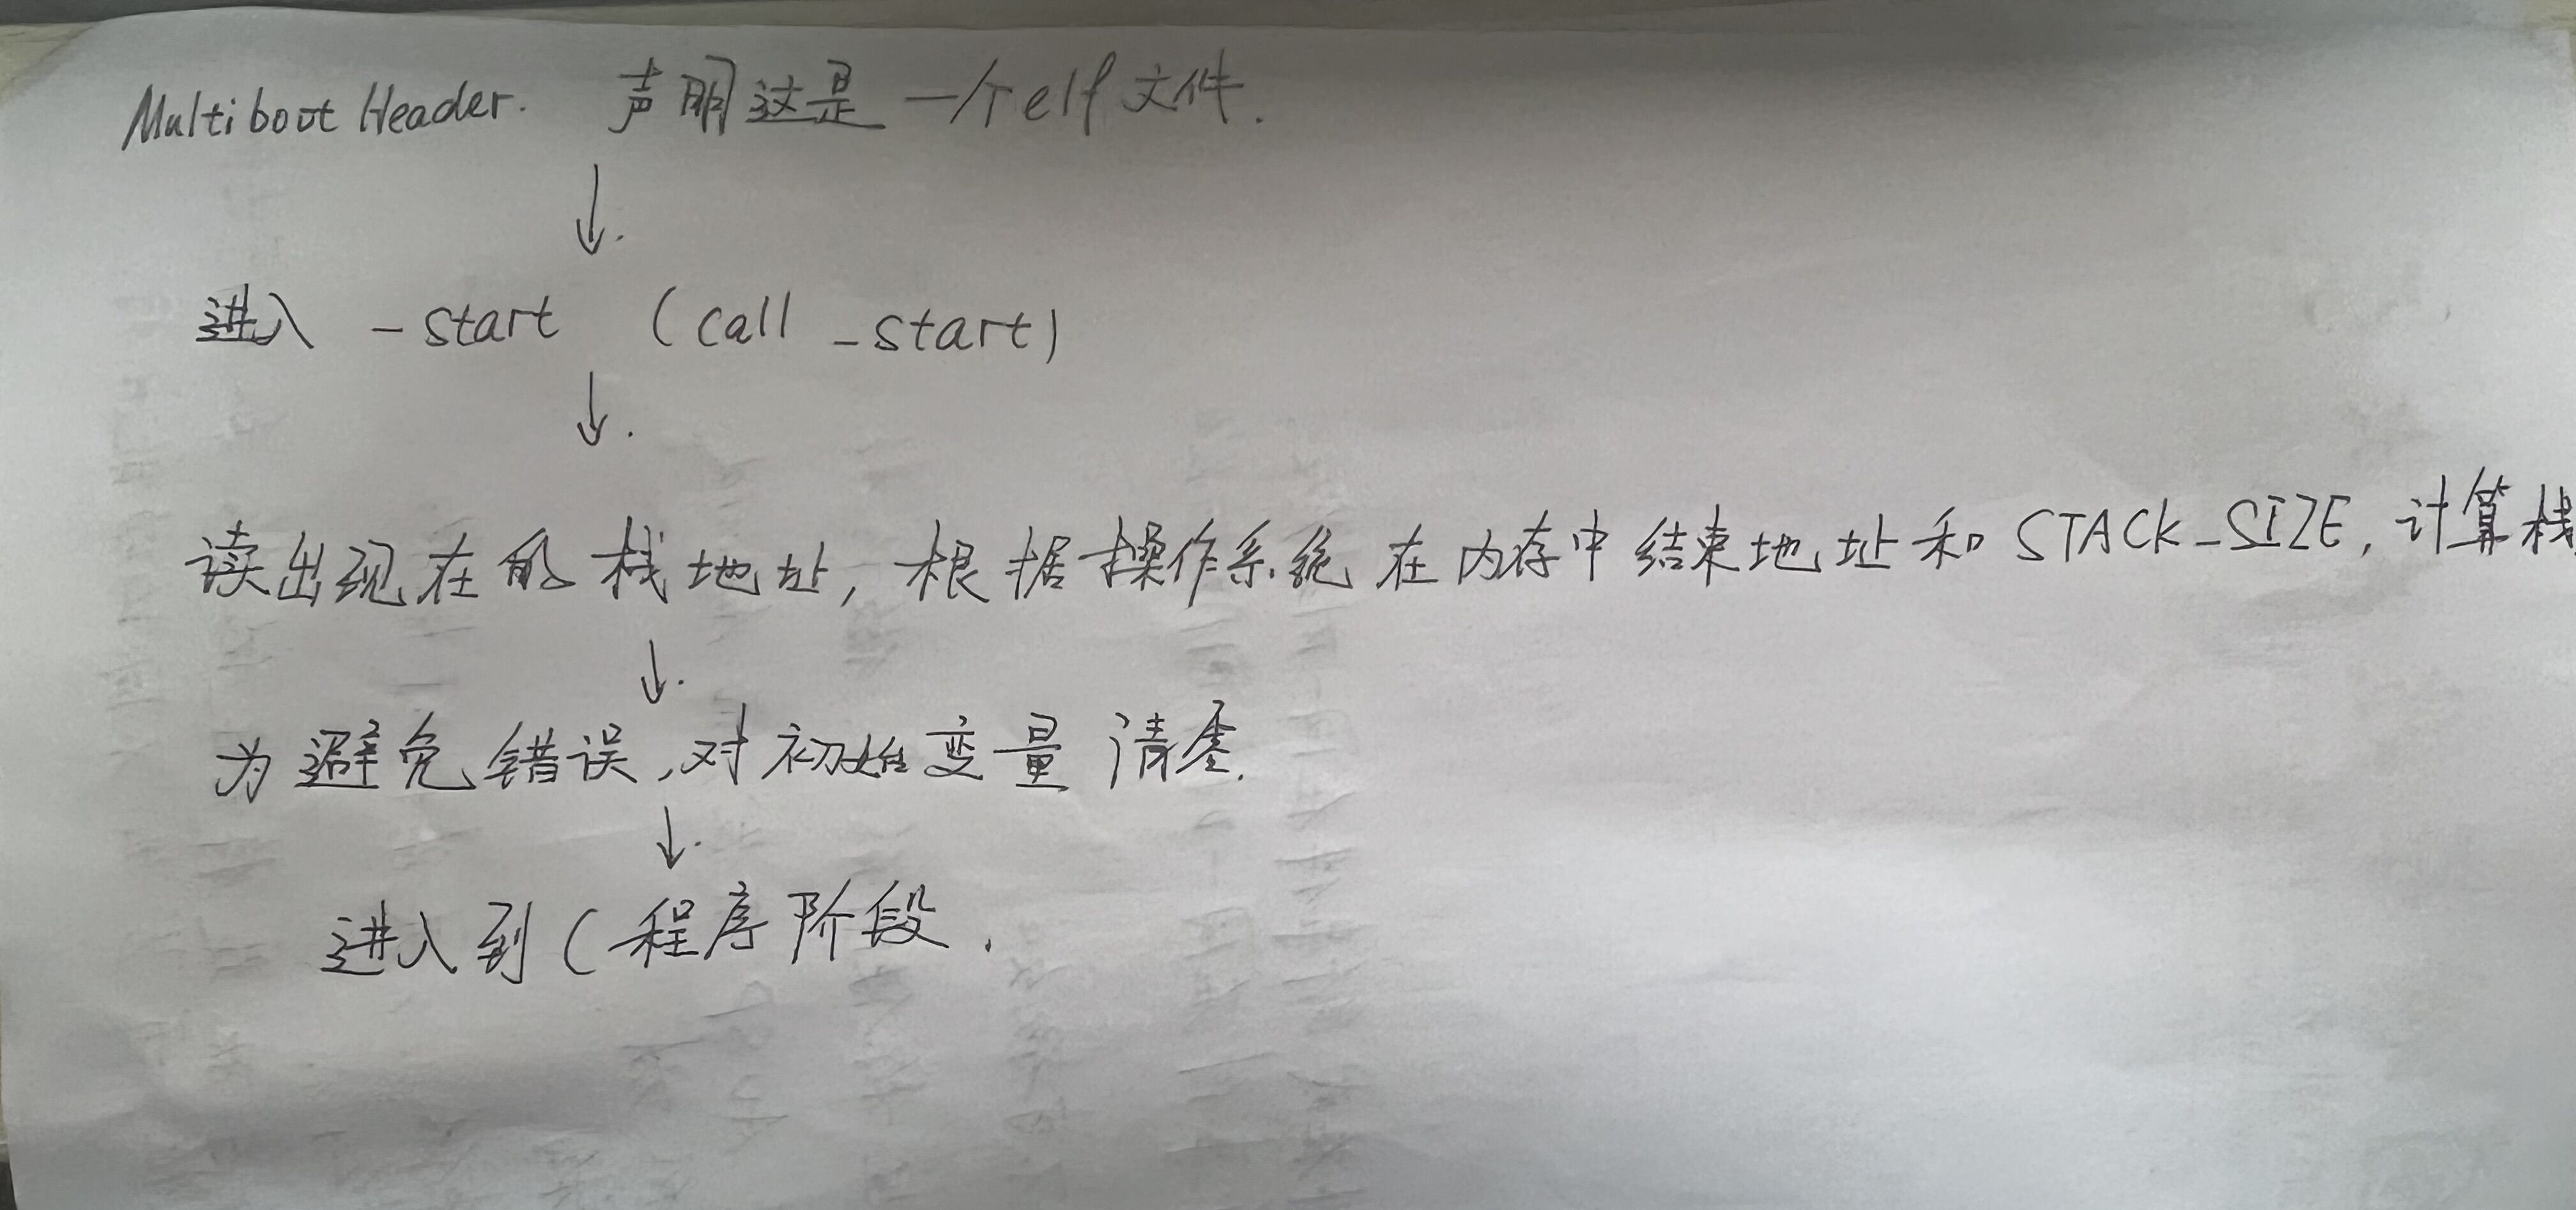 Multiboot Header. 声明这是一个elf文件.
↓.
进入 _start (call _start)
↓.
读出现在的栈地址, 根据操作系统在内存中结束地址和STACK_SIZE, 计算栈
↓.
为避免错误, 对初始变量清零.
↓.
进入到C程序阶段.